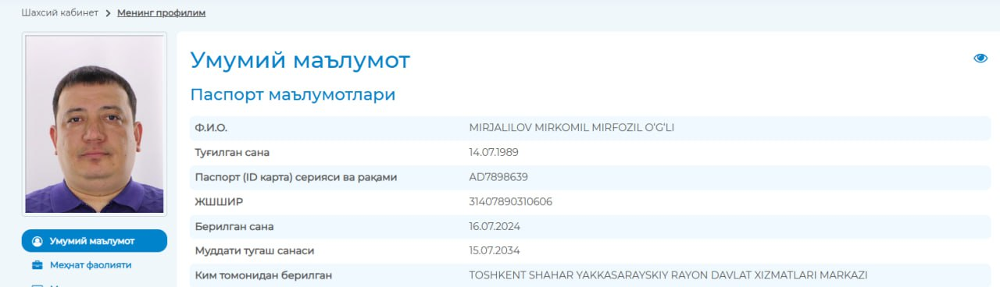 Шахсий кабинет > Менинг профилим
Умумий маълумот
Паспорт маълумотлари
Ф.И.О. MIRJALILOV MIRKOMIL MIRFOZIL O'G'LI
Туғилган сана 14.07.1989
Паспорт (ID карта) серияси ва рақами AD7898639
ЖШШИР 31407890310606
Берилган сана 16.07.2024
Муддати тугаш санаси 15.07.2034
Ким томонидан берилган TOSHKENT SHAHAR YAKKASARAYSKIY RAYON DAVLAT XIZMATLARI MARKAZI
Умумий маълумот
Меҳнат фаолияти